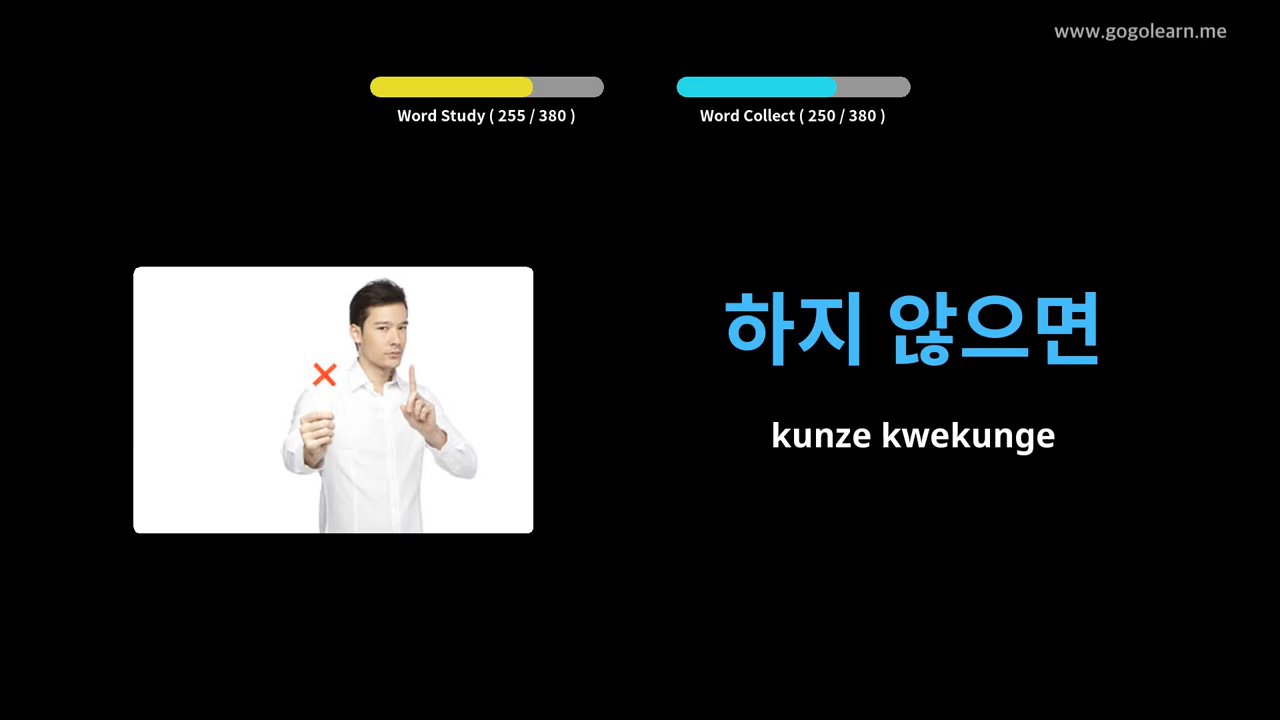 www.gogolearn.me
Word Study ( 255 / 380 )
Word Collect ( 250 / 380 )
하지 않으면
kunze kwekunge